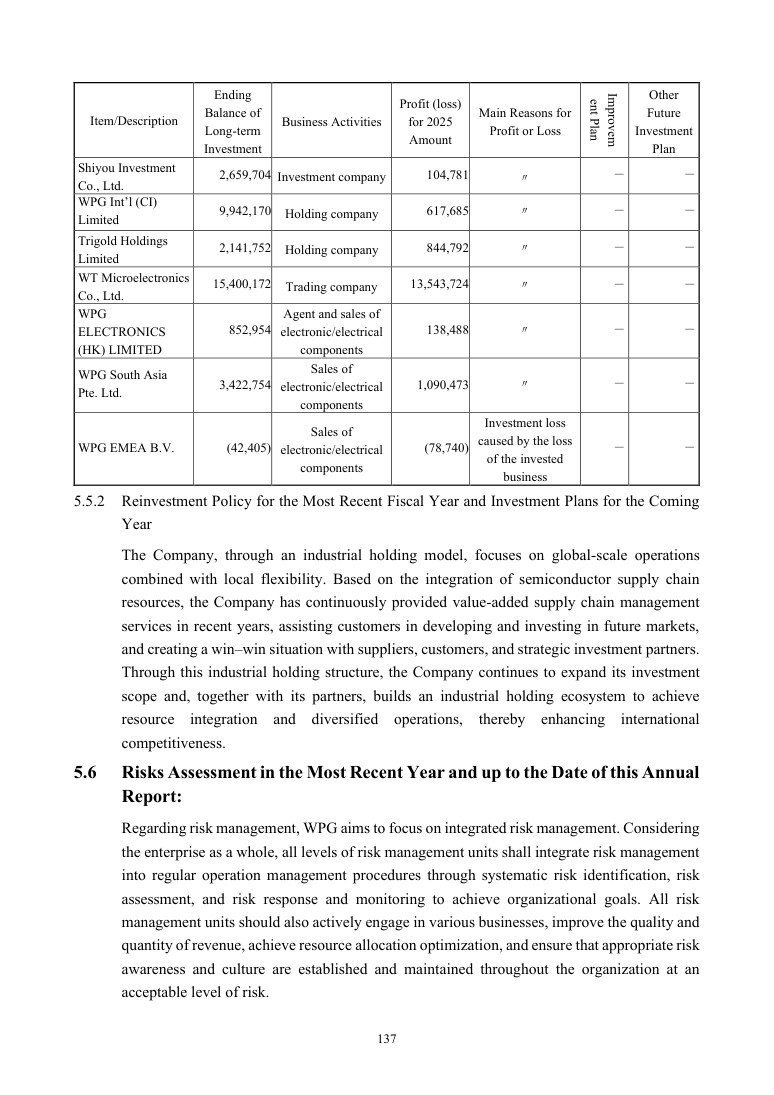 Item/Description
Ending
Balance of
Long-term
Investment
Business Activities
Profit (loss)
for 2025
Amount
Main Reasons for
Profit or Loss
Improvem
ent Plan
Other
Future
Investment
Plan
Shiyou Investment
Co., Ltd.
2,659,704
Investment company
104,781
〃
－
－
WPG Int’l (CI)
Limited
9,942,170
Holding company
617,685
〃
－
－
Trigold Holdings
Limited
2,141,752
Holding company
844,792
〃
－
－
WT Microelectronics
Co., Ltd.
15,400,172
Trading company
13,543,724
〃
－
－
WPG
ELECTRONICS
(HK) LIMITED
852,954
Agent and sales of
electronic/electrical
components
138,488
〃
－
－
WPG South Asia
Pte. Ltd.
3,422,754
Sales of
electronic/electrical
components
1,090,473
〃
－
－
WPG EMEA B.V.
(42,405)
Sales of
electronic/electrical
components
(78,740)
Investment loss
caused by the loss
of the invested
business
－
－
5.5.2 Reinvestment Policy for the Most Recent Fiscal Year and Investment Plans for the Coming
Year
The Company, through an industrial holding model, focuses on global-scale operations
combined with local flexibility. Based on the integration of semiconductor supply chain
resources, the Company has continuously provided value-added supply chain management
services in recent years, assisting customers in developing and investing in future markets,
and creating a win–win situation with suppliers, customers, and strategic investment partners.
Through this industrial holding structure, the Company continues to expand its investment
scope and, together with its partners, builds an industrial holding ecosystem to achieve
resource integration and diversified operations, thereby enhancing international
competitiveness.
5.6 Risks Assessment in the Most Recent Year and up to the Date of this Annual
Report:
Regarding risk management, WPG aims to focus on integrated risk management. Considering
the enterprise as a whole, all levels of risk management units shall integrate risk management
into regular operation management procedures through systematic risk identification, risk
assessment, and risk response and monitoring to achieve organizational goals. All risk
management units should also actively engage in various businesses, improve the quality and
quantity of revenue, achieve resource allocation optimization, and ensure that appropriate risk
awareness and culture are established and maintained throughout the organization at an
acceptable level of risk.
137